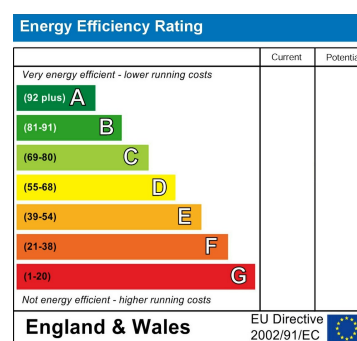 Energy Efficiency Rating
Current Potentia
Very energy efficient - lower running costs
(92 plus) A
(81-91) B
(69-80) C
(55-68) D
(39-54) E
(21-38) F
(1-20) G
Not energy efficient - higher running costs
England & Wales
EU Directive
2002/91/EC